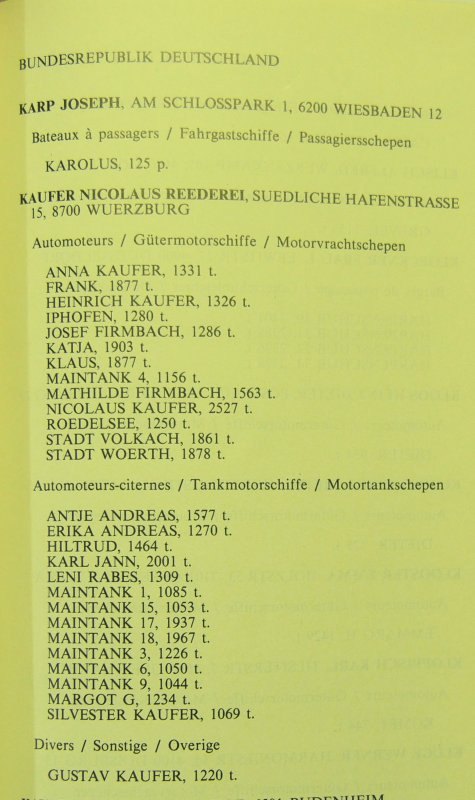 BUNDESREPUBLIK DEUTSCHLAND
KARP JOSEPH, AM SCHLOSSPARK 1, 6200 WIESBADEN 12
Bateaux à passagers / Fahrgastschiffe / Passagiersschepen
KAROLUS, 125 p.
KAUFER NICOLAUS REEDEREI, SUEDLICHE HAFENSTRASSE
15, 8700 WUERZBURG
Automoteurs / Gütermotorschiffe / Motorvrachtschepen
ANNA KAUFER, 1331 t.
FRANK, 1877 t.
HEINRICH KAUFER, 1326 t.
IPHOFEN, 1280 t.
JOSEF FIRMBACH, 1286 t.
KATJA, 1903 t.
KLAUS, 1877 t.
MAINTANK 4, 1156 t.
MATHILDE FIRMBACH, 1563 t.
NICOLAUS KAUFER, 2527 t.
ROEDELSEE, 1250 t.
STADT VOLKACH, 1861 t.
STADT WOERTH, 1878 t.
Automoteurs-citernes / Tankmotorschiffe / Motortankschepen
ANTJE ANDREAS, 1577 t.
ERIKA ANDREAS, 1270 t.
HILTRUD, 1464 t.
KARL JANN, 2001 t.
LENI RABES, 1309 t.
MAINTANK 1, 1085 t.
MAINTANK 15, 1053 t.
MAINTANK 17, 1937 t.
MAINTANK 18, 1967 t.
MAINTANK 3, 1226 t.
MAINTANK 6, 1050 t.
MAINTANK 9, 1044 t.
MARGOT G, 1234 t.
SILVESTER KAUFER, 1069 t.
Divers / Sonstige / Overige
GUSTAV KAUFER, 1220 t.
BUDENHEIM